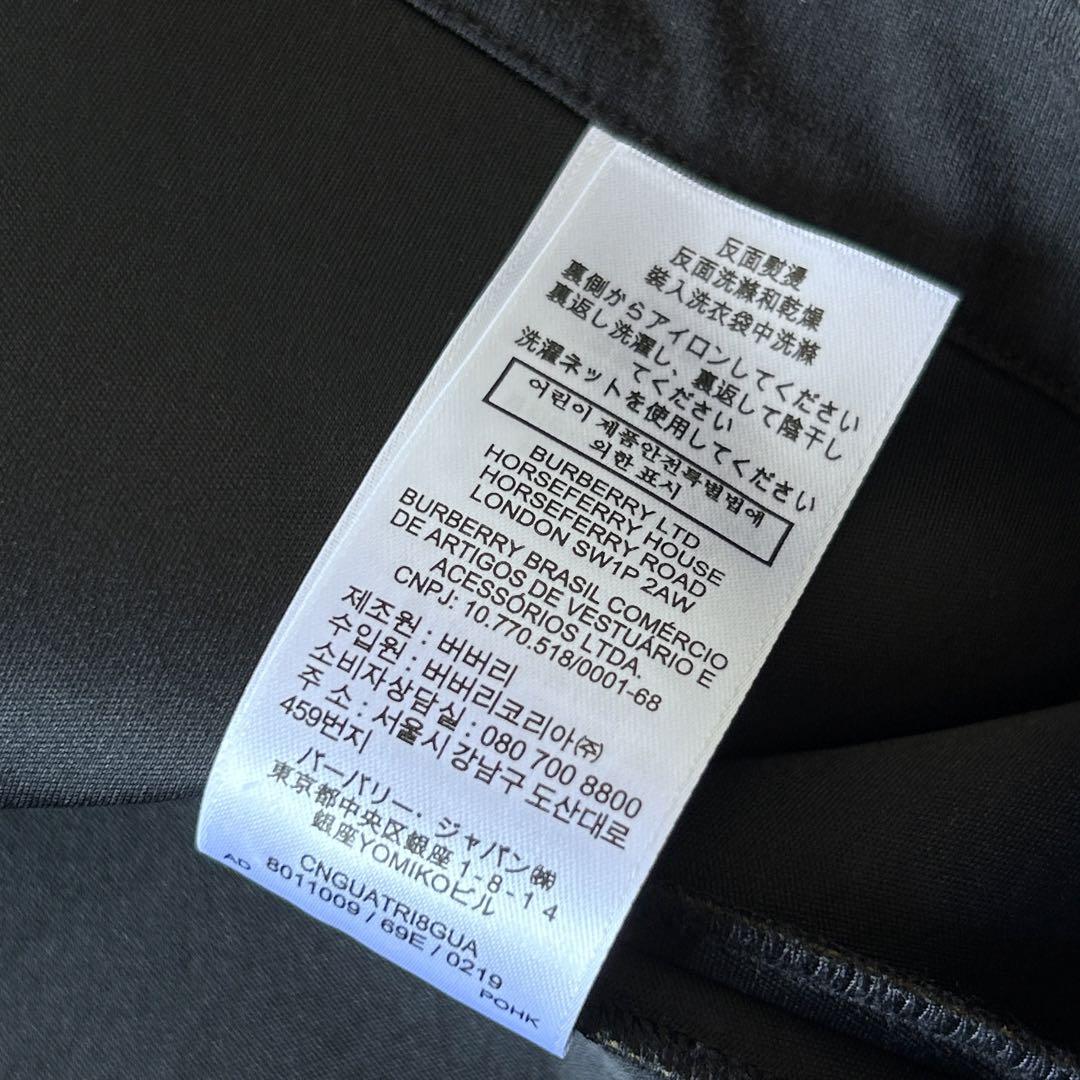 反面熨烫
反面洗滌和乾燥
裝入洗衣袋中洗滌
裏側からアイロンしてください
裏返し洗濯し、裏返して陰干し
てください
洗濯ネットを使用してください
어린이 제품안전특별법에
의한 표시
BURBERRY LTD
HORSEFERRY HOUSE
HORSEFERRY ROAD
LONDON SW1P 2AW
BURBERRY BRASIL COMÉRCIO
DE ARTIGOS DE VESTUÁRIO E
ACESSÓRIOS LTDA.
CNPJ: 10.770.518/0001-68
제조원 : 버버리
수입원 : 버버리코리아㈜
소비자상담실 : 080 700 8800
주 소 : 서울시 강남구 도산대로
459번지
バーバリー．ジャパン㈱
東京都中央区銀座 1-8-1 4
銀座YOMIKOビル
CNGUATRI8GUA
AD 8011009 / 69E / 0219
POHK